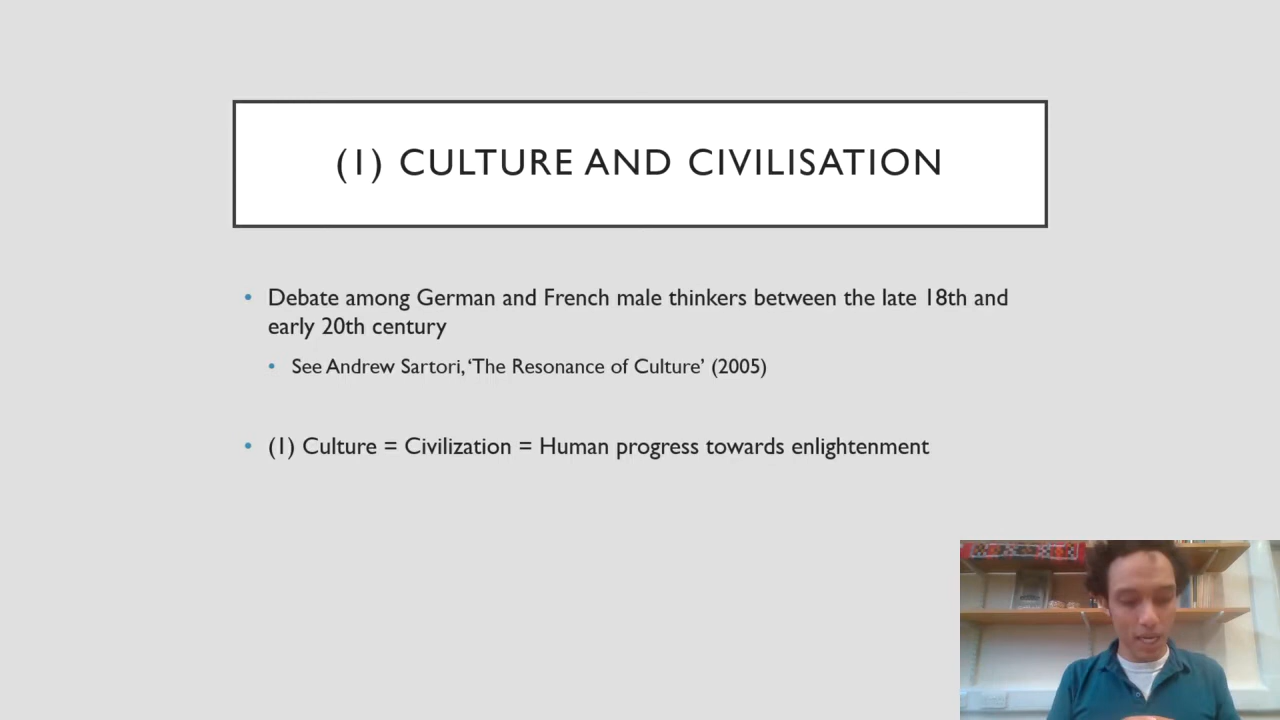 (1) CULTURE AND CIVILISATION
• Debate among German and French male thinkers between the late 18th and
early 20th century
• See Andrew Sartori, ‘The Resonance of Culture’ (2005)
• (1) Culture = Civilization = Human progress towards enlightenment